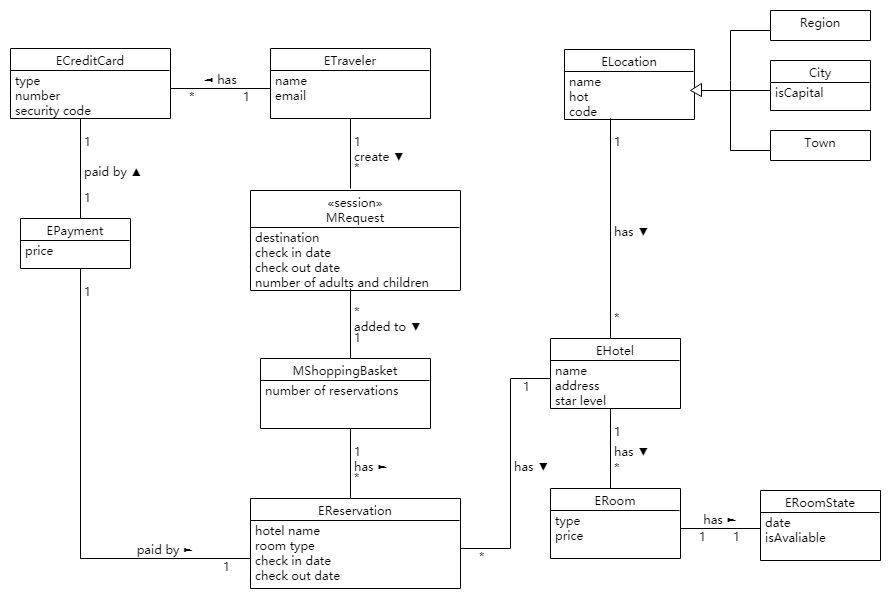 Region
ECreditCard
type
number
security code
◄ has
*
1
ETraveler
name
email
ELocation
name
hot
code
City
isCapital
Town
1
paid by ▲
1
1
create ▼
*
1
has ▼
*
EPayment
price
1
«session»
MRequest
destination
check in date
check out date
number of adults and children
*
added to ▼
1
MShoppingBasket
number of reservations
EHotel
name
address
star level
1
1
has ►
*
has ▼
1
has ▼
*
EReservation
hotel name
room type
check in date
check out date
paid by ►
1
*
ERoom
type
price
has ►
1
1
ERoomState
date
isAvaliable